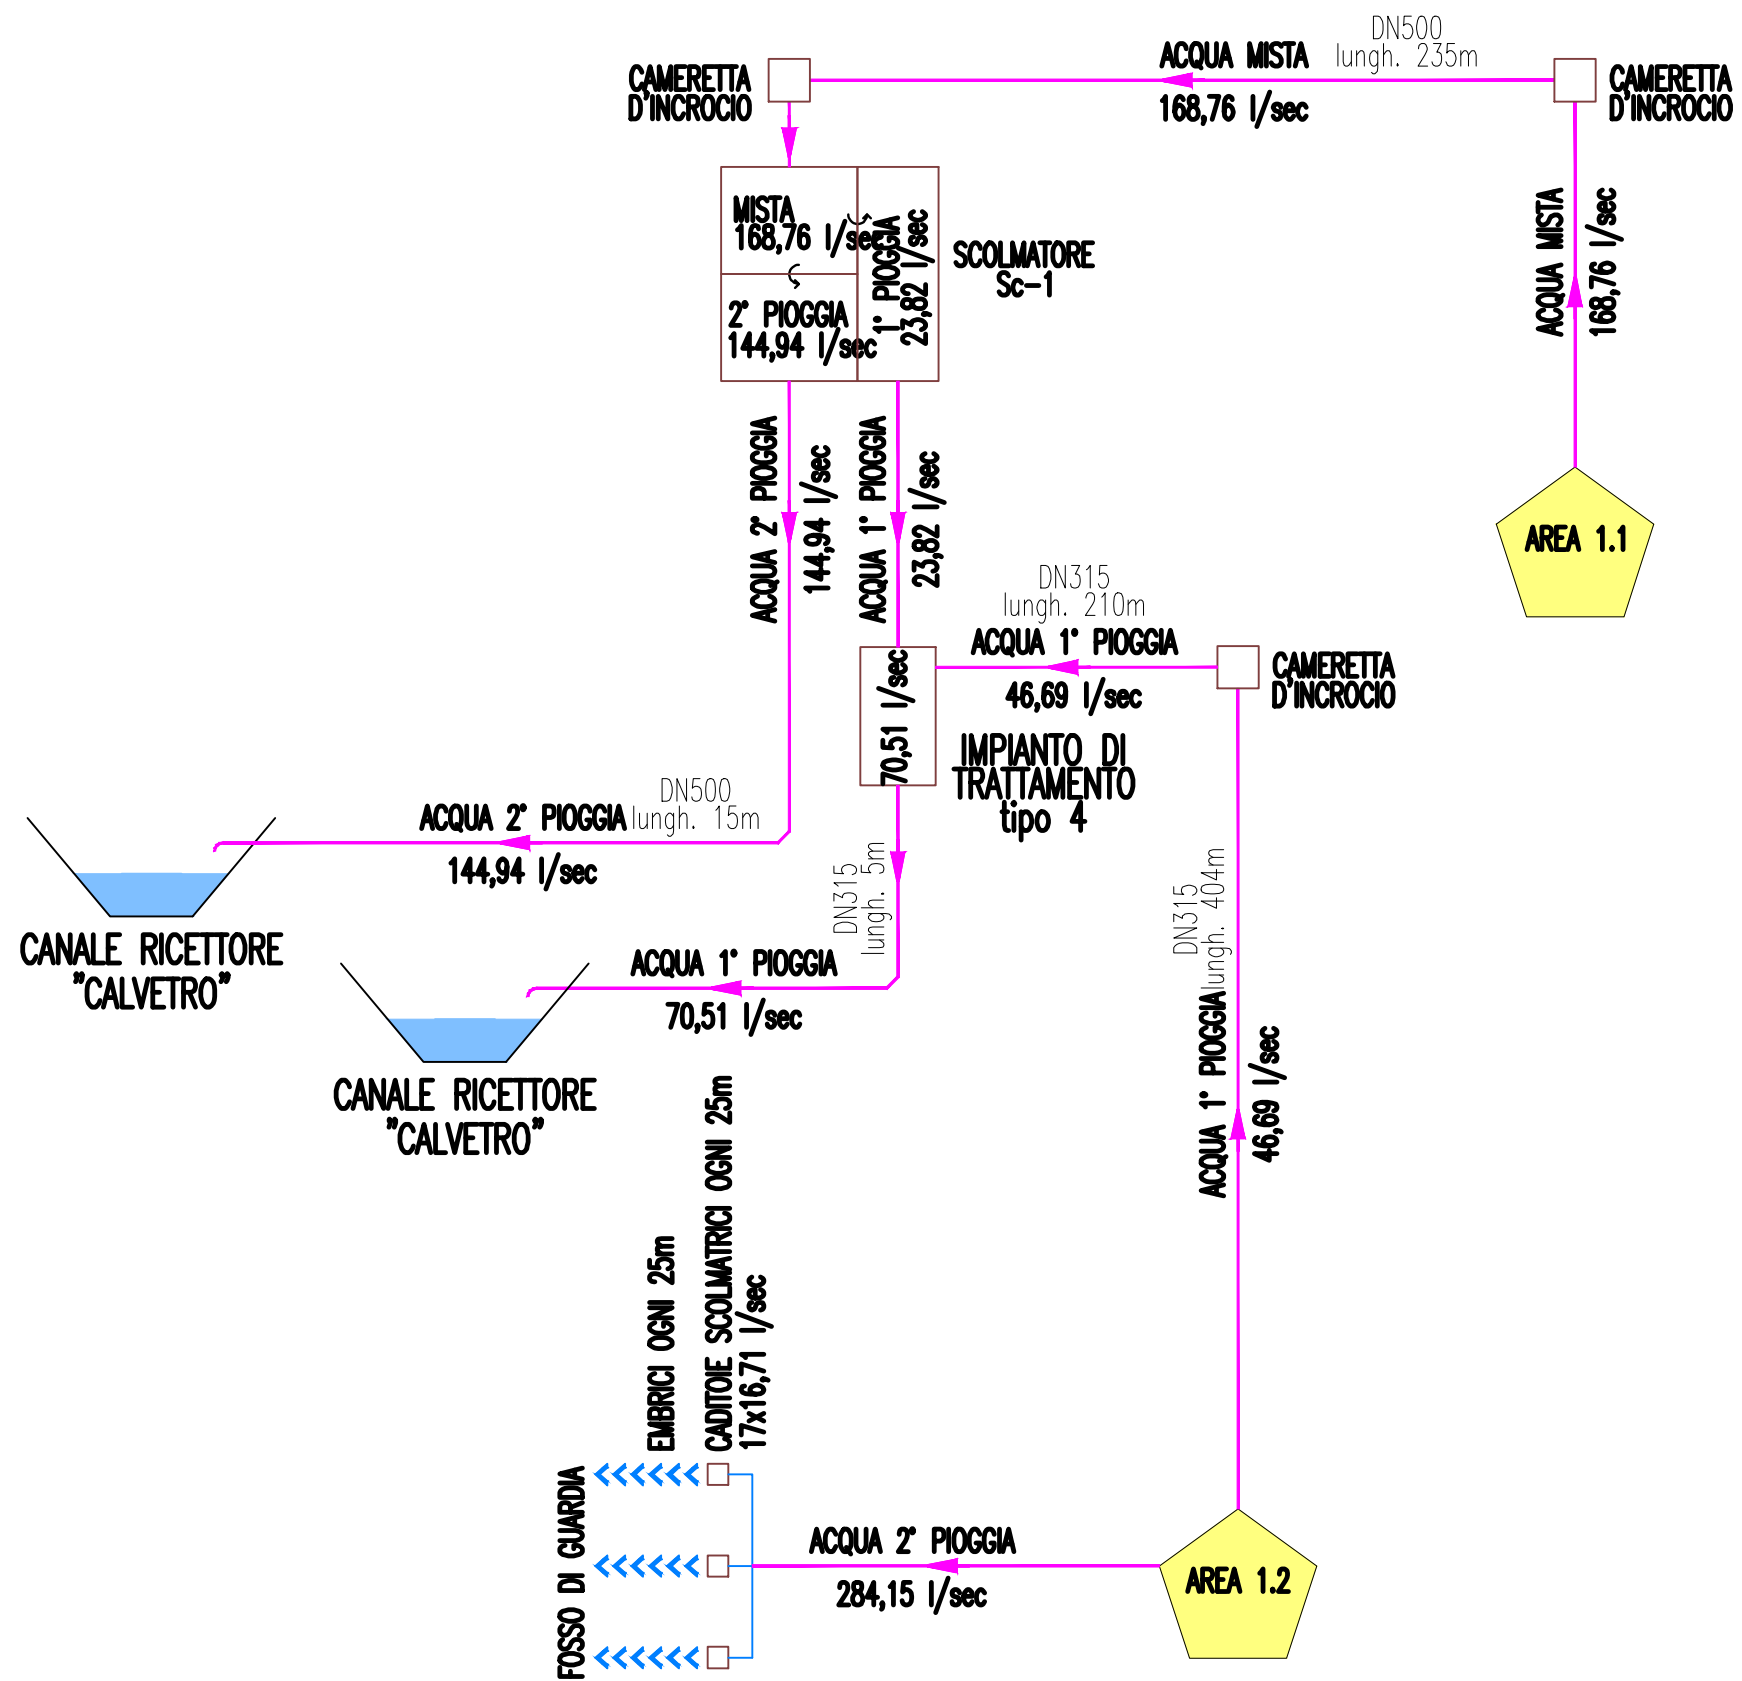 DN500
lungh. 235m
ACQUA MISTA
168,76 l/sec
CAMERETTA
D'INCROCIO
CAMERETTA
D'INCROCIO
MISTA
168,76 l/sec
1° PIOGGIA
23,82 l/sec
2° PIOGGIA
144,94 l/sec
SCOLMATORE
Sc-1
ACQUA MISTA
168,76 l/sec
AREA 1.1
ACQUA 2° PIOGGIA
144,94 l/sec
ACQUA 1° PIOGGIA
23,82 l/sec
DN315
lungh. 210m
ACQUA 1° PIOGGIA
46,69 l/sec
CAMERETTA
D'INCROCIO
70,51 l/sec
IMPIANTO DI
TRATTAMENTO
tipo 4
DN500
lungh. 15m
ACQUA 2° PIOGGIA
144,94 l/sec
CANALE RICETTORE
"CALVETRO"
DN315
lungh. 5m
ACQUA 1° PIOGGIA
70,51 l/sec
CANALE RICETTORE
"CALVETRO"
DN315
lungh. 404m
ACQUA 1° PIOGGIA
46,69 l/sec
EMBRICI OGNI 25m
CADITOIE SCOLMATRICI OGNI 25m
17x16,71 l/sec
FOSSO DI GUARDIA
ACQUA 2° PIOGGIA
284,15 l/sec
AREA 1.2